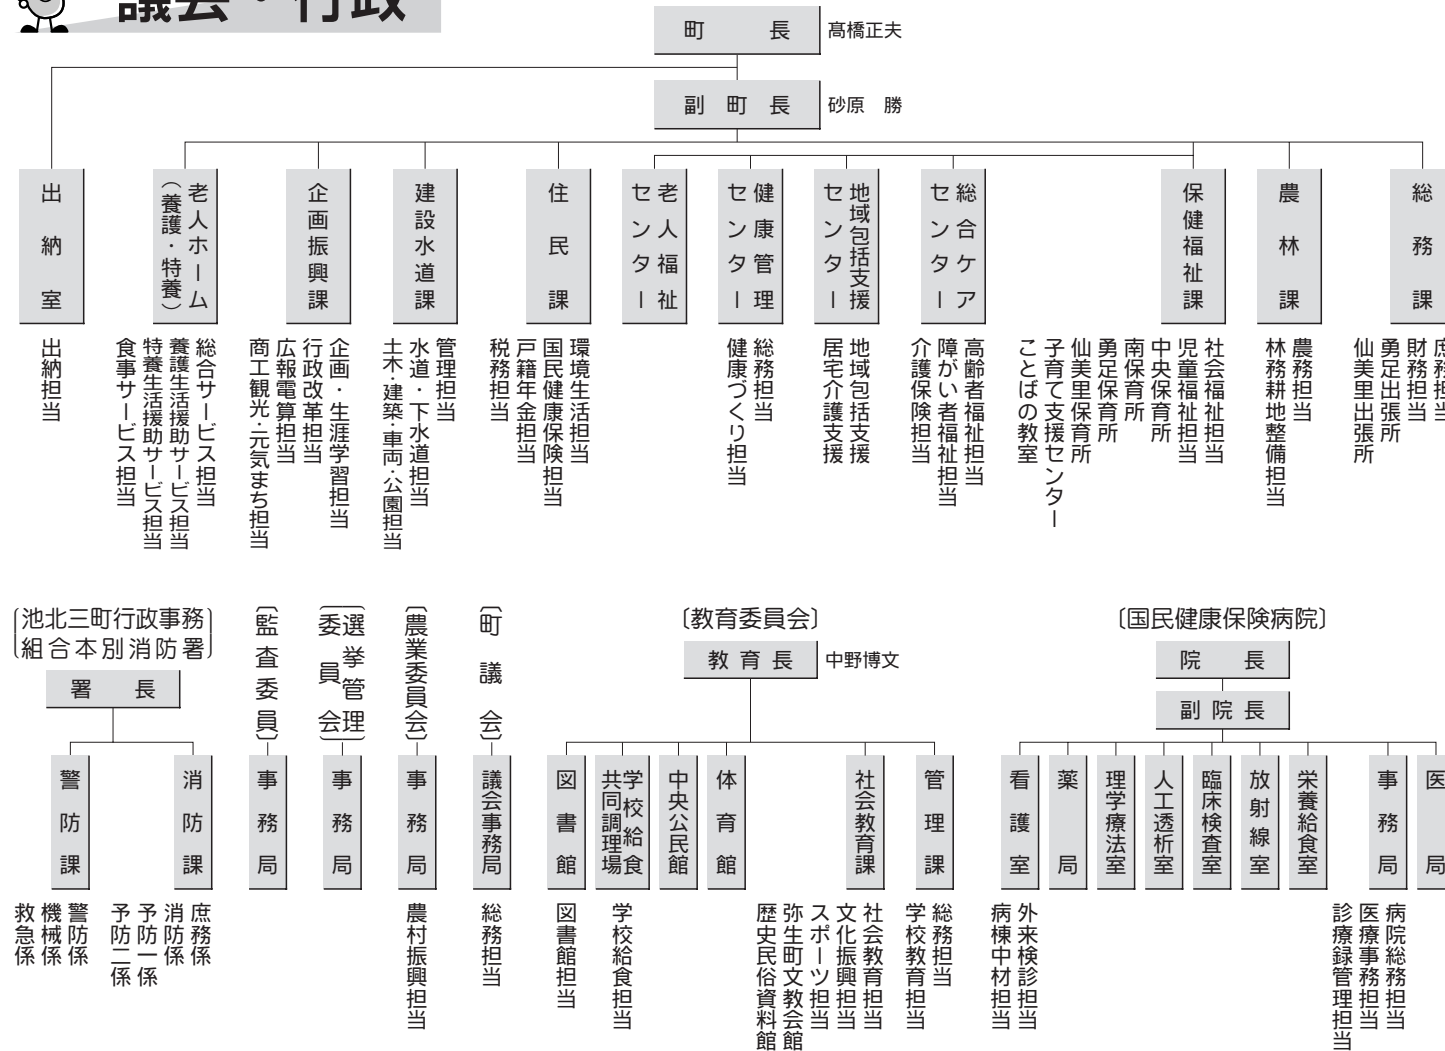 議会・行政
町長 髙橋正夫
副町長 砂原 勝
総務課
庶務担当
財務担当
勇足出張所
仙美里出張所
農林課
農務担当
林務耕地整備担当
保健福祉課
社会福祉担当
児童福祉担当
中央保育所
南保育所
勇足保育所
仙美里保育所
子育て支援センター
ことばの教室
総合ケアセンター
高齢者福祉担当
障がい者福祉担当
介護保険担当
地域包括支援センター
地域包括支援
居宅介護支援
健康管理センター
総務担当
健康づくり担当
老人福祉センター
住民課
環境生活担当
国民健康保険担当
戸籍年金担当
税務担当
建設水道課
管理担当
水道・下水道担当
土木・建築・車両・公園担当
企画振興課
企画・生涯学習担当
行政改革担当
広報電算担当
商工観光・元気まち担当
老人ホーム
（養護・特養）
総合サービス担当
養護生活援助サービス担当
特養生活援助サービス担当
食事サービス担当
出納室
出納担当
〔国民健康保険病院〕
院長
副院長
医局
事務局
病院総務担当
医療事務担当
診療録管理担当
栄養給食室
放射線室
臨床検査室
人工透析室
理学療法室
薬局
看護室
外来検診担当
病棟中材担当
〔教育委員会〕
教育長 中野博文
管理課
総務担当
学校教育担当
社会教育課
社会教育担当
文化振興担当
スポーツ担当
弥生町文教会館
歴史民俗資料館
体育館
中央公民館
学校給食共同調理場
学校給食担当
図書館
図書館担当
〔町議会〕
議会事務局
総務担当
〔農業委員会〕
事務局
農村振興担当
〔選挙管理委員会〕
事務局
〔監査委員〕
事務局
〔池北三町行政事務
組合本別消防署〕
署長
消防課
庶務係
消防係
予防一係
予防二係
警防課
警防係
機械係
救急係